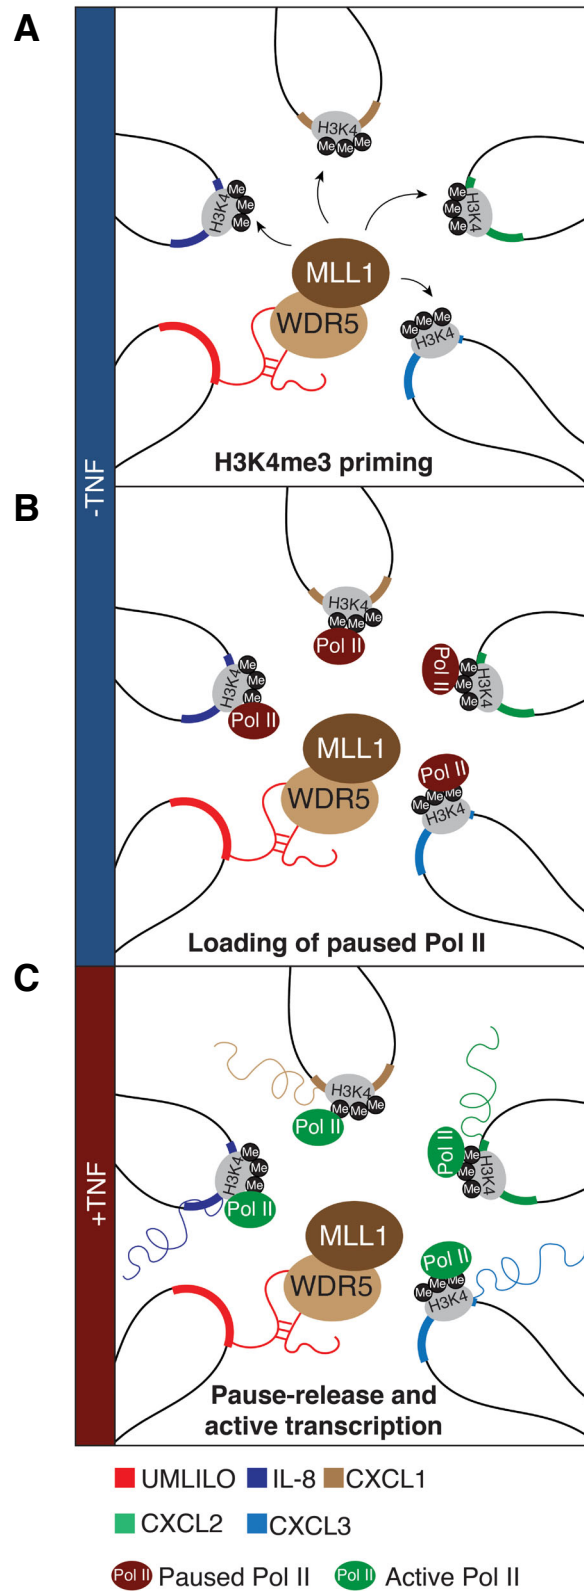 A
-TNF
H3K4
Me Me Me
H3K4
Me
Me
Me
Me
Me
Me
H3K4
MLL1
WDR5
Me Me Me
H3K4
H3K4me3 priming
B
H3K4
Me Me Me
Pol II
H3K4
Me
Me
Me
Pol II
Pol II
Me
Me
Me
H3K4
MLL1
WDR5
Pol II
Me Me Me
H3K4
Loading of paused Pol II
C
+TNF
H3K4
Me Me Me
Pol II
H3K4
Me
Me
Me
Pol II
Pol II
Me
Me
Me
H3K4
MLL1
WDR5
Pol II
Me Me Me
H3K4
Pause-release and
active transcription
UMLILO IL-8 CXCL1
CXCL2 CXCL3
Pol II Paused Pol II Pol II Active Pol II